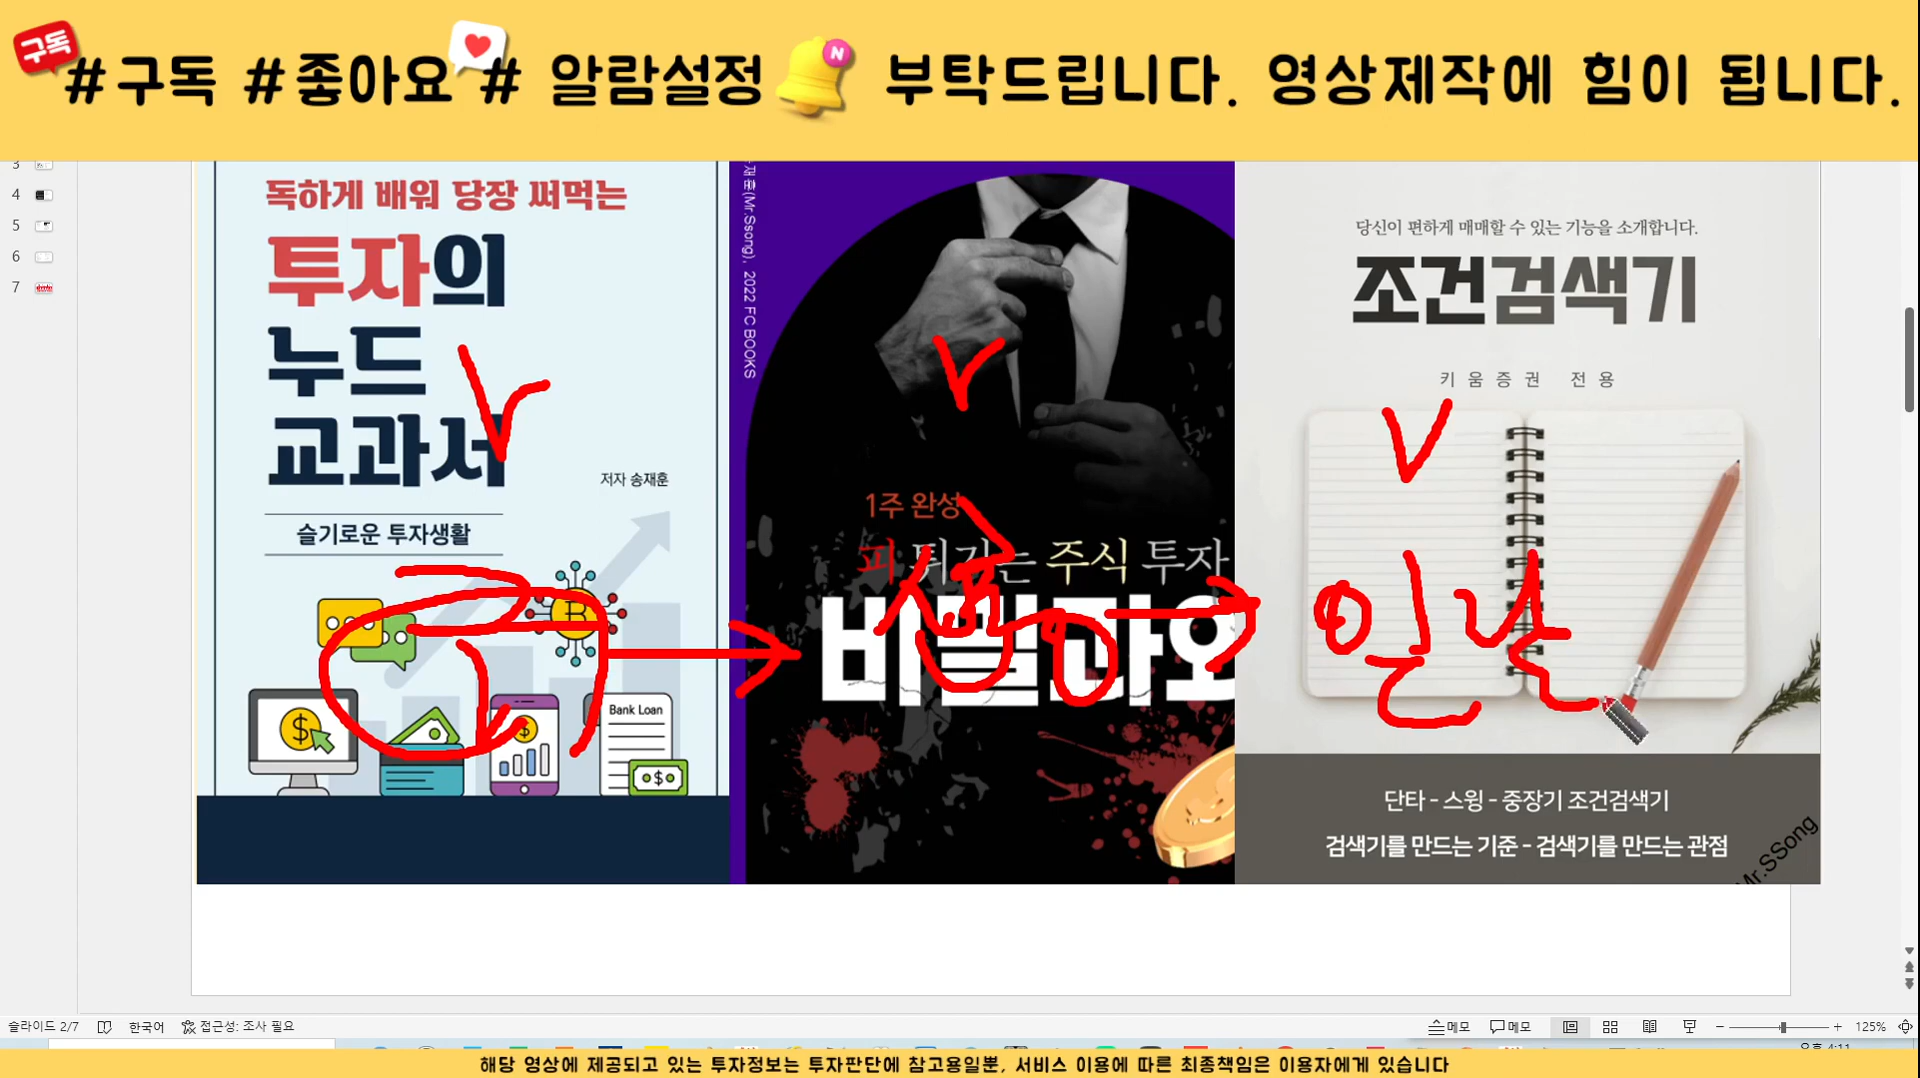 구독
#구독 #좋아요 # 알람설정 N 부탁드립니다. 영상제작에 힘이 됩니다.
3
4
5
6
7
독하게 배워 당장 써먹는
투자의
누드
교과서
저자 송재훈
슬기로운 투자생활
Bank Loan
재훈(Mr.Ssong), 2022 FC BOOKS
1주 완성
피 튀기는 주식 투자
비밀과외
당신이 편하게 매매할 수 있는 기능을 소개합니다.
조건검색기
키움증권 전용
일날
단타 - 스윙 - 중장기 조건검색기
검색기를 만드는 기준 - 검색기를 만드는 관점
Mr.SSong
슬라이드 2/7 한국어 접근성: 조사 필요 메모 메모 125%
오후 4:11
해당 영상에 제공되고 있는 투자정보는 투자판단에 참고용일뿐, 서비스 이용에 따른 최종책임은 이용자에게 있습니다